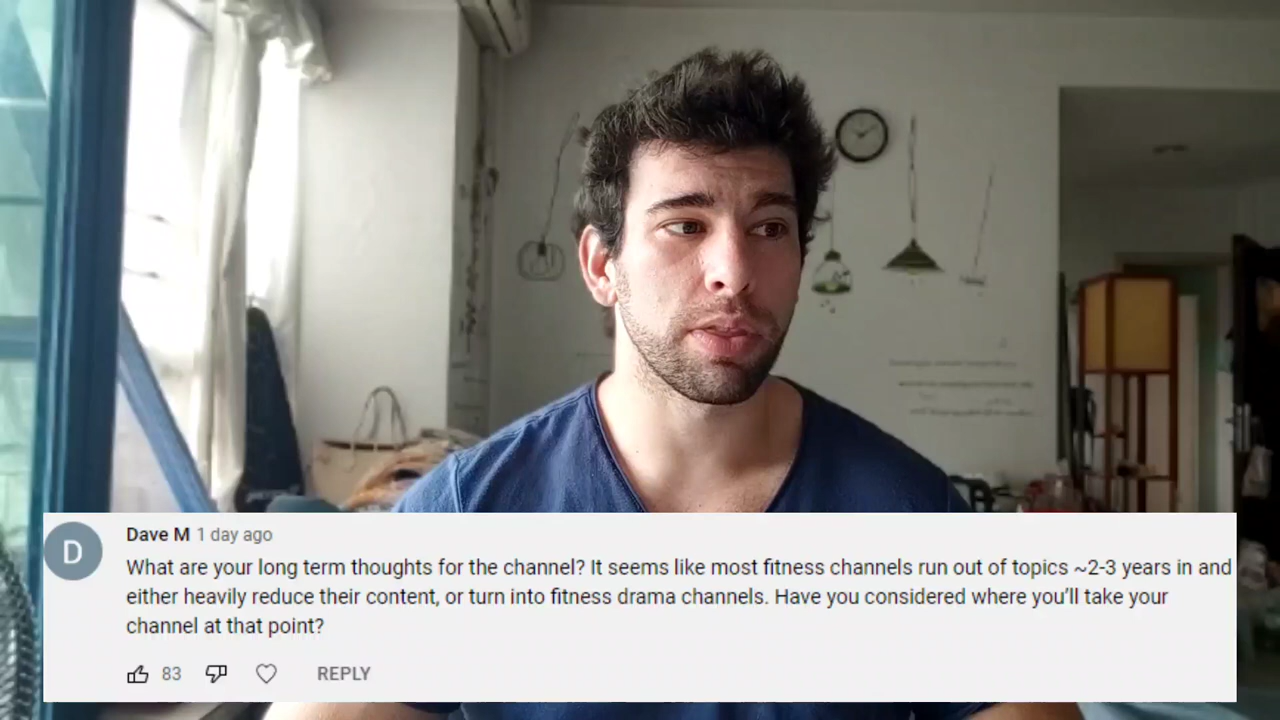 D
Dave M 1 day ago
What are your long term thoughts for the channel? It seems like most fitness channels run out of topics ~2-3 years in and
either heavily reduce their content, or turn into fitness drama channels. Have you considered where you'll take your
channel at that point?
83 REPLY